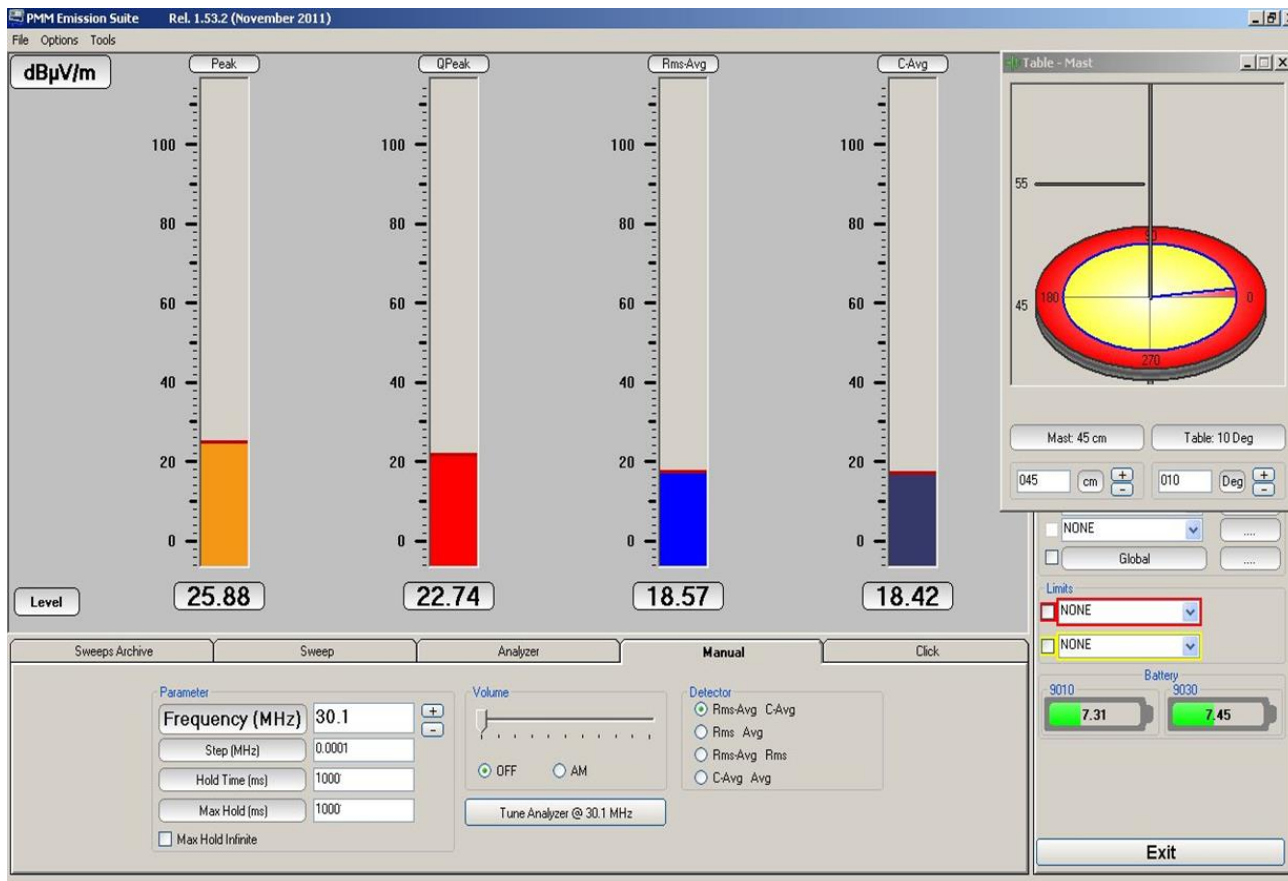 PMM Emission Suite Rel. 1.53.2 (November 2011)
File Options Tools
dBµV/m
Peak
QPeak
Rms-Avg
C-Avg
100
80
60
40
20
0
100
80
60
40
20
0
100
80
60
40
20
0
100
80
60
40
20
0
Level
25.88
22.74
18.57
18.42
Table - Mast
55
45
90
180
0
270
Mast: 45 cm
Table: 10 Deg
045
cm
+
-
010
Deg
+
-
NONE
....
Global
....
Limits
NONE
NONE
Battery
9010
9030
7.31
7.45
Exit
Sweeps Archive
Sweep
Analyzer
Manual
Click
Parameter
Frequency (MHz) 30.1
+
-
Step (MHz) 0.0001
Hold Time (ms) 1000
Max Hold (ms) 1000
Max Hold Infinite
Volume
OFF
AM
Tune Analyzer @ 30.1 MHz
Detector
Rms-Avg C-Avg
Rms Avg
Rms-Avg Rms
C-Avg Avg